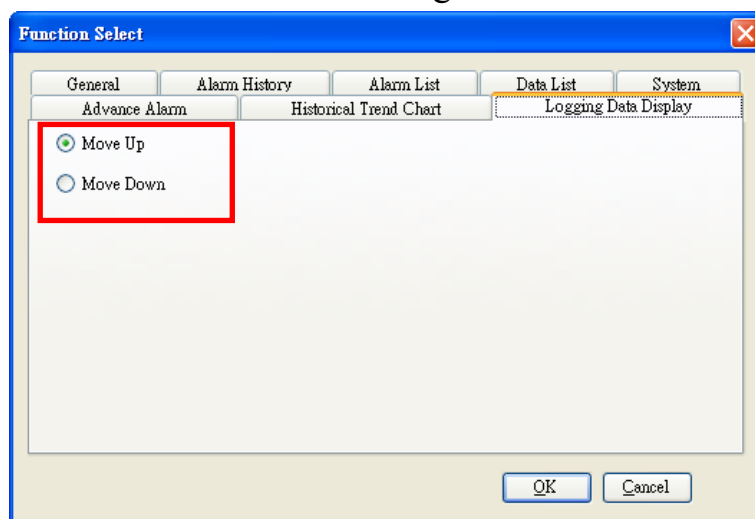 Function Select
General Alarm History Alarm List Data List System
Advance Alarm Historical Trend Chart Logging Data Display
Move Up
Move Down
OK Cancel